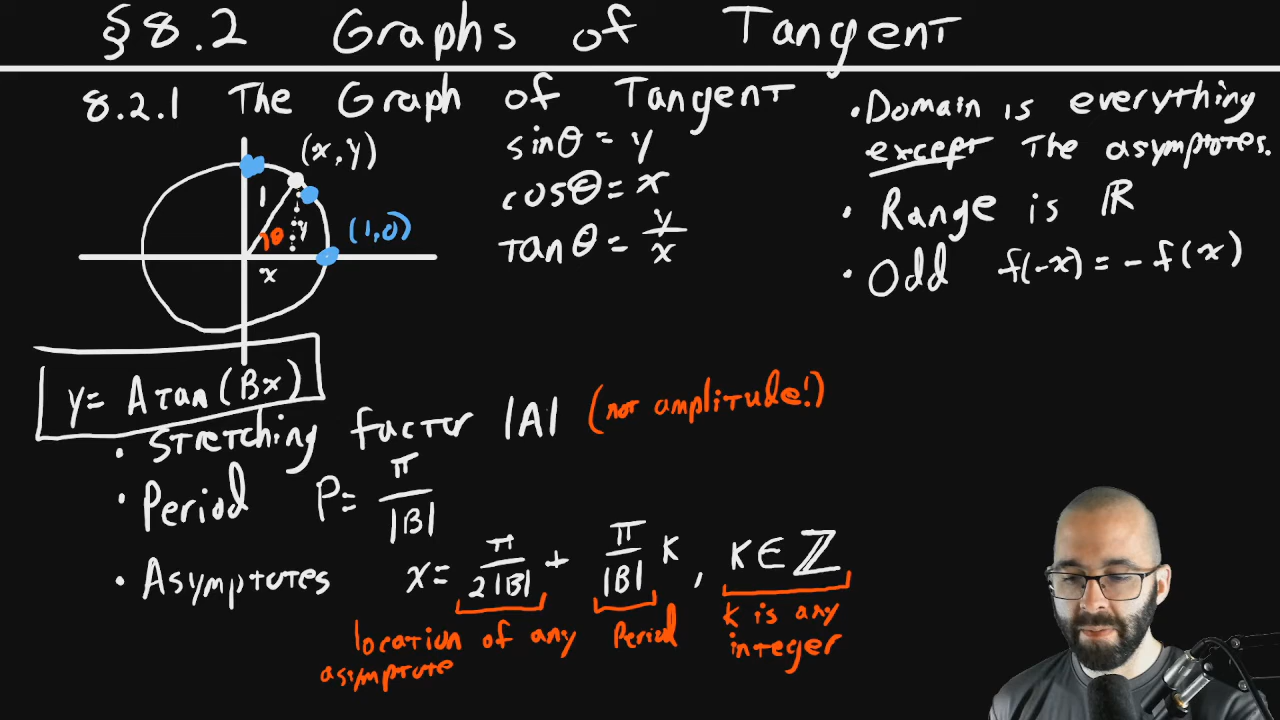 §8.2 Graphs of Tangent
8.2.1 The Graph of Tangent
(x,y)
1
θ
y
x
(1,0)
sinθ = y
cosθ = x
tanθ = y/x
• Domain is everything
except the asymptotes.
• Range is ℝ
• Odd f(-x) = -f(x)
y = A tan(Bx)
• Stretching factor |A| (not amplitude!)
• Period P = π/|B|
• Asymptotes x = π/2|B| + π/|B| k, k ∈ ℤ
location of any
asymptote
Period
k is any
integer